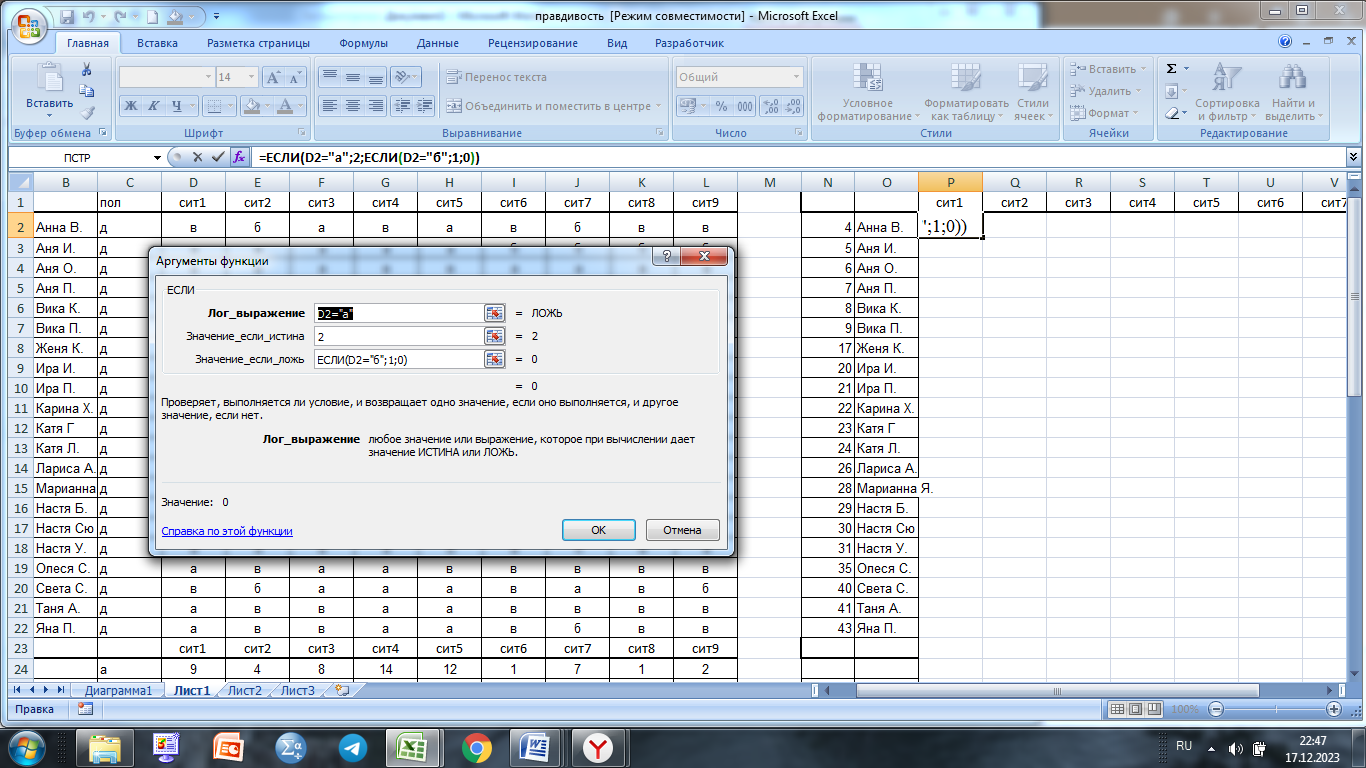 правдивость [Режим совместимости] - Microsoft Excel
Главная Вставка Разметка страницы Формулы Данные Рецензирование Вид Разработчик
Вставить
14
Ж К Ч
Перенос текста
Объединить и поместить в центре
Общий
% 000
Условное форматирование
Форматировать как таблицу
Стили ячеек
Вставить
Удалить
Формат
Σ
Сортировка и фильтр
Найти и выделить
Буфер обмена Шрифт Выравнивание Число Стили Ячейки Редактирование
ПСТР fx =ЕСЛИ(D2="а";2;ЕСЛИ(D2="б";1;0))
B C D E F G H I J K L M N O P Q R S T U V
1 пол сит1 сит2 сит3 сит4 сит5 сит6 сит7 сит8 сит9 сит1 сит2 сит3 сит4 сит5 сит6 сит7
2 Анна В. д в б а в а в б в в 4 Анна В. ";1;0))
3 Аня И. д 5 Аня И.
4 Аня О. д 6 Аня О.
5 Аня П. д 7 Аня П.
6 Вика К. д 8 Вика К.
7 Вика П. д 9 Вика П.
8 Женя К. д 17 Женя К.
9 Ира И. д 20 Ира И.
10 Ира П. д 21 Ира П.
11 Карина Х. д 22 Карина Х.
12 Катя Г д 23 Катя Г
13 Катя Л. д 24 Катя Л.
14 Лариса А. д 26 Лариса А.
15 Марианна д 28 Марианна Я.
16 Настя Б. д 29 Настя Б.
17 Настя Сю д 30 Настя Сю
18 Настя У. д 31 Настя У.
19 Олеся С. д а в а а в в а в в 35 Олеся С.
20 Света С. д в б а в а в а в б 40 Света С.
21 Таня А. д а в в а а в в в в 41 Таня А.
22 Яна П. д а в в а а в б в в 43 Яна П.
23 сит1 сит2 сит3 сит4 сит5 сит6 сит7 сит8 сит9
24 а 9 4 8 14 12 1 7 1 2
Аргументы функции
ЕСЛИ
Лог_выражение D2="а" = ЛОЖЬ
Значение_если_истина 2 = 2
Значение_если_ложь ЕСЛИ(D2="б";1;0) = 0
= 0
Проверяет, выполняется ли условие, и возвращает одно значение, если оно выполняется, и другое
значение, если нет.
Лог_выражение любое значение или выражение, которое при вычислении дает
значение ИСТИНА или ЛОЖЬ.
Значение: 0
Справка по этой функции
ОК Отмена
Диаграмма1 Лист1 Лист2 Лист3
Правка 100%
RU
22:47
17.12.2023